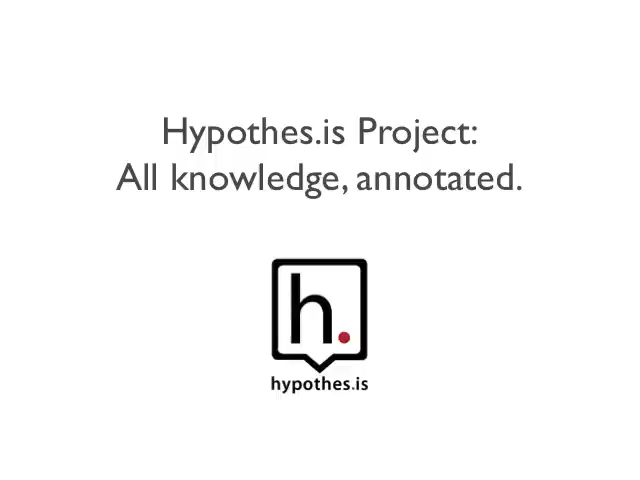 Hypothes.is Project:
All knowledge, annotated.
h.
hypothes.is